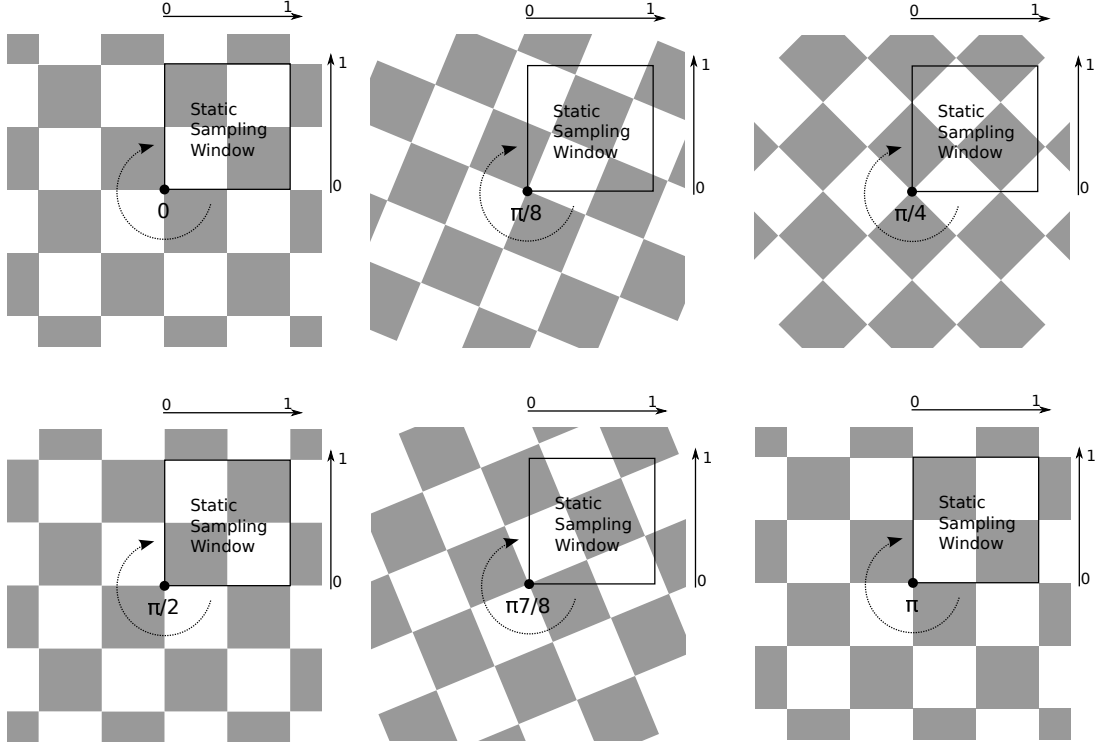 0 1
1
Static
Sampling
Window
0
0
0 1
1
Static
Sampling
Window
0
π/8
0 1
1
Static
Sampling
Window
0
π/4
0 1
1
Static
Sampling
Window
0
π/2
0 1
1
Static
Sampling
Window
0
π7/8
0 1
1
Static
Sampling
Window
0
π